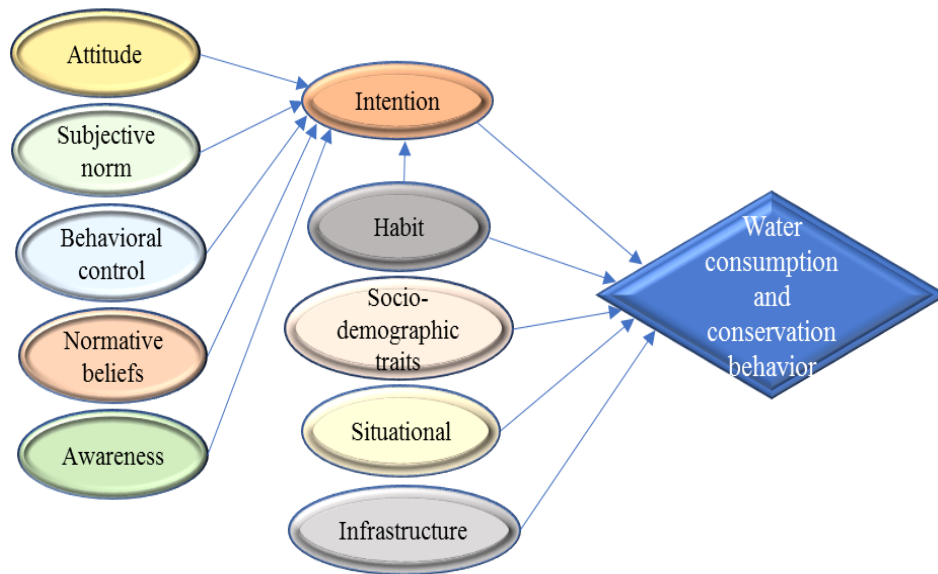 Attitude
Subjective
norm
Behavioral
control
Normative
beliefs
Awareness
Intention
Habit
Socio-
demographic
traits
Situational
Infrastructure
Water
consumption
and
conservation
behavior